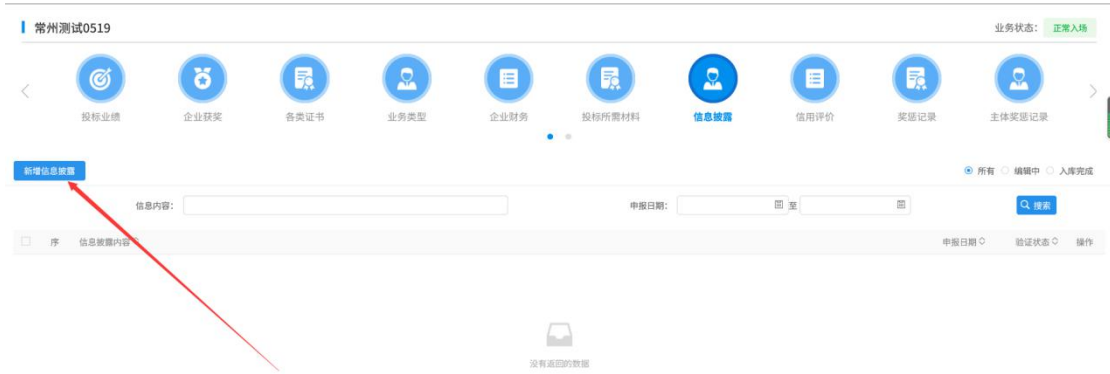 常州测试0519 业务状态： 正常入场
投标业绩 企业获奖 各类证书 业务类型 企业财务 投标所需材料 信息披露 信用评价 奖惩记录 主体奖惩记录
新增信息披露 所有 编辑中 入库完成
信息内容： 申报日期： 至 搜索
序 信息披露内容 申报日期 验证状态 操作
没有返回的数据